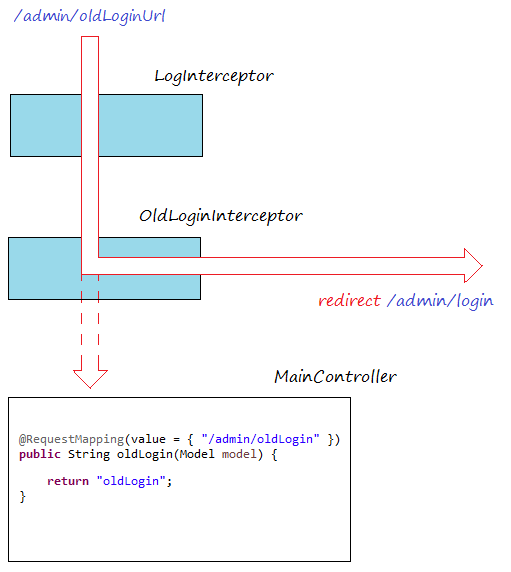 /admin/oldLoginUrl
LogInterceptor
OldLoginInterceptor
redirect /admin/login
MainController
@RequestMapping(value = { "/admin/oldLogin" })
public String oldLogin(Model model) {
    return "oldLogin";
}